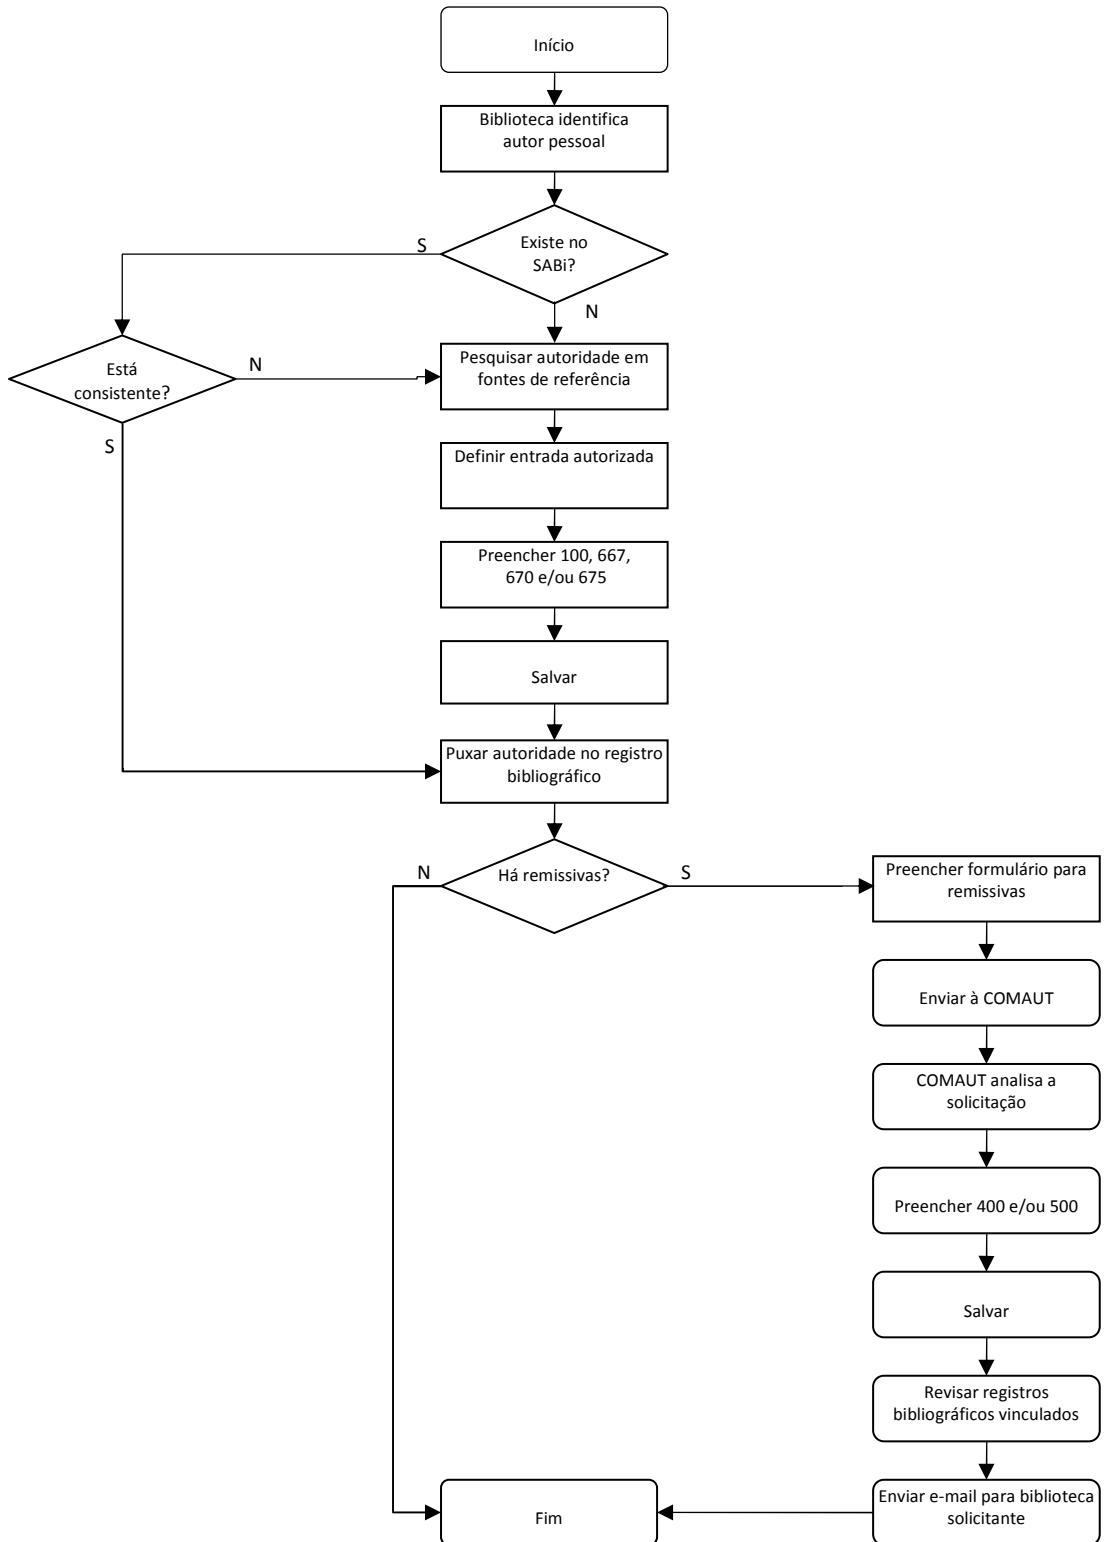 Início
Biblioteca identifica
autor pessoal
S
Existe no
SABi?
N
Está
consistente?
N
Pesquisar autoridade em
fontes de referência
S
Definir entrada autorizada
Preencher 100, 667,
670 e/ou 675
Salvar
Puxar autoridade no registro
bibliográfico
N
Há remissivas?
S
Preencher formulário para
remissivas
Enviar à COMAUT
COMAUT analisa a
solicitação
Preencher 400 e/ou 500
Salvar
Revisar registros
bibliográficos vinculados
Enviar e-mail para biblioteca
solicitante
Fim